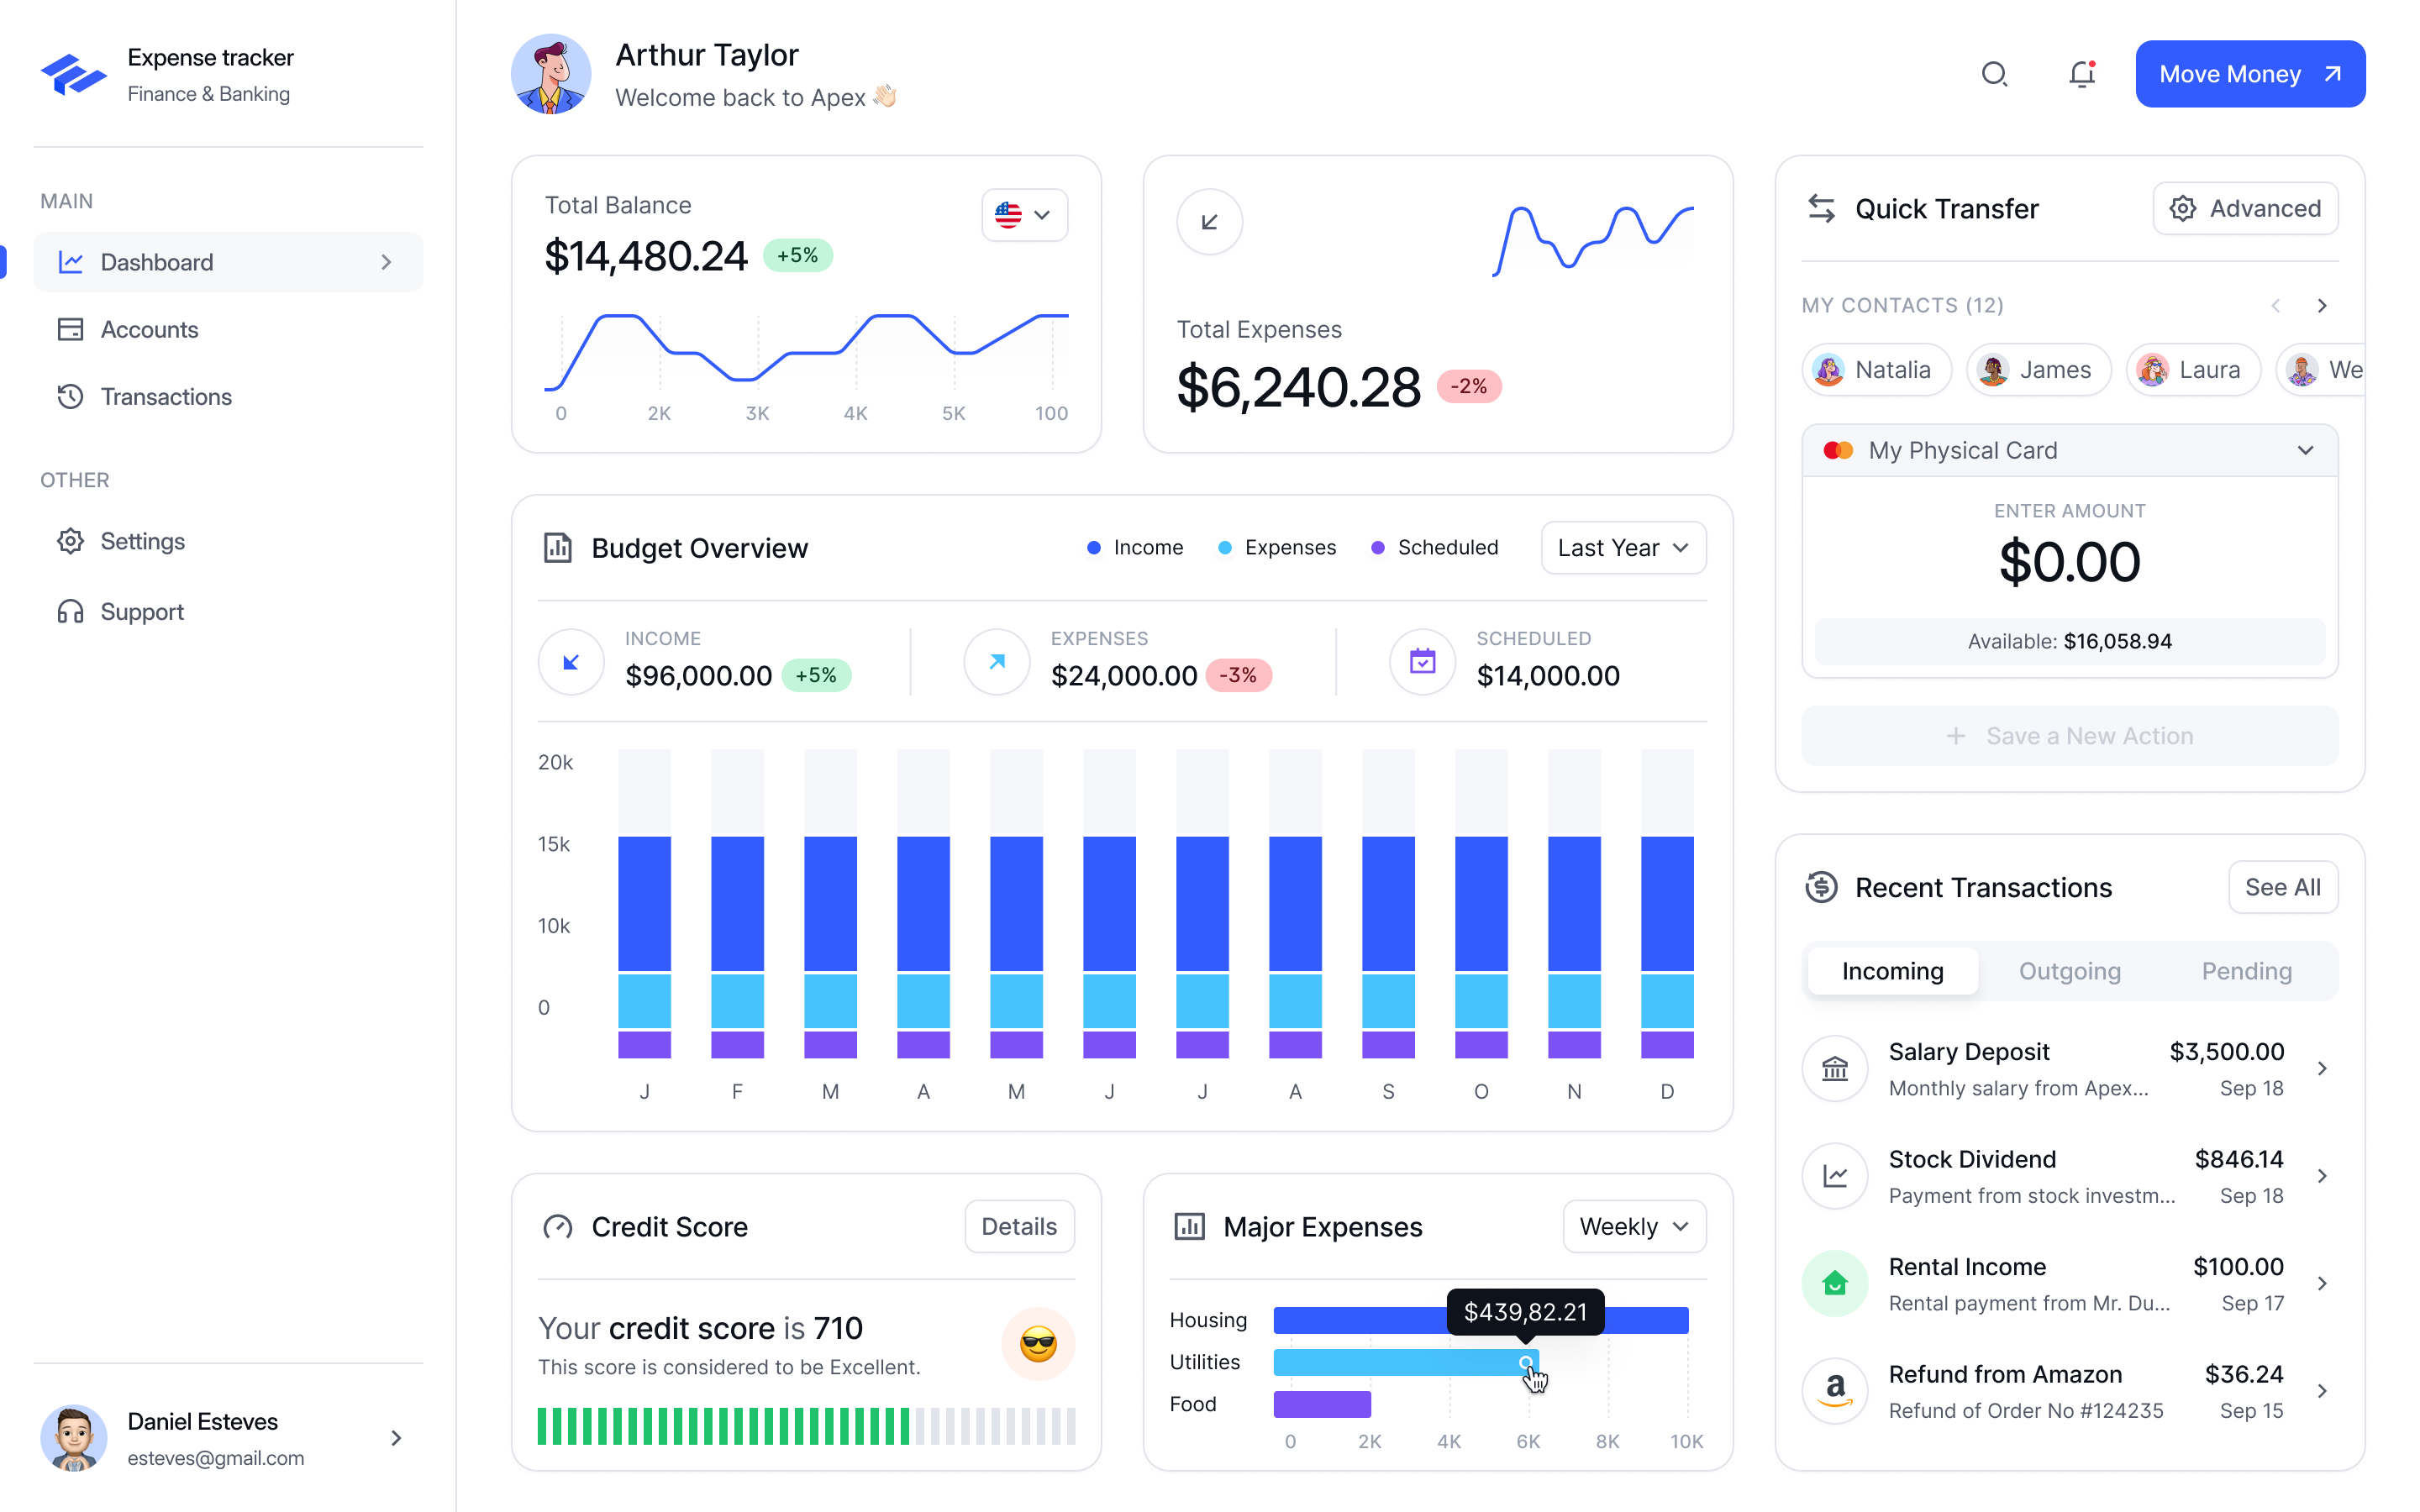 Expense tracker
Finance & Banking
MAIN
Dashboard
Accounts
Transactions
OTHER
Settings
Support
Daniel Esteves
esteves@gmail.com
Arthur Taylor
Welcome back to Apex 👋🏻
Move Money
Total Balance
$14,480.24 +5%
0 2K 3K 4K 5K 100
Total Expenses
$6,240.28 -2%
Budget Overview
Income Expenses Scheduled
Last Year
INCOME
$96,000.00 +5%
EXPENSES
$24,000.00 -3%
SCHEDULED
$14,000.00
20k
15k
10k
0
J F M A M J J A S O N D
Credit Score
Details
Your credit score is 710
This score is considered to be Excellent.
Major Expenses
Weekly
Housing
$439,82.21
Utilities
Food
0 2K 4K 6K 8K 10K
Quick Transfer
Advanced
MY CONTACTS (12)
Natalia James Laura We
My Physical Card
ENTER AMOUNT
$0.00
Available: $16,058.94
+ Save a New Action
Recent Transactions
See All
Incoming Outgoing Pending
Salary Deposit $3,500.00
Monthly salary from Apex... Sep 18
Stock Dividend $846.14
Payment from stock investm... Sep 18
Rental Income $100.00
Rental payment from Mr. Du... Sep 17
a
Refund from Amazon $36.24
Refund of Order No #124235 Sep 15